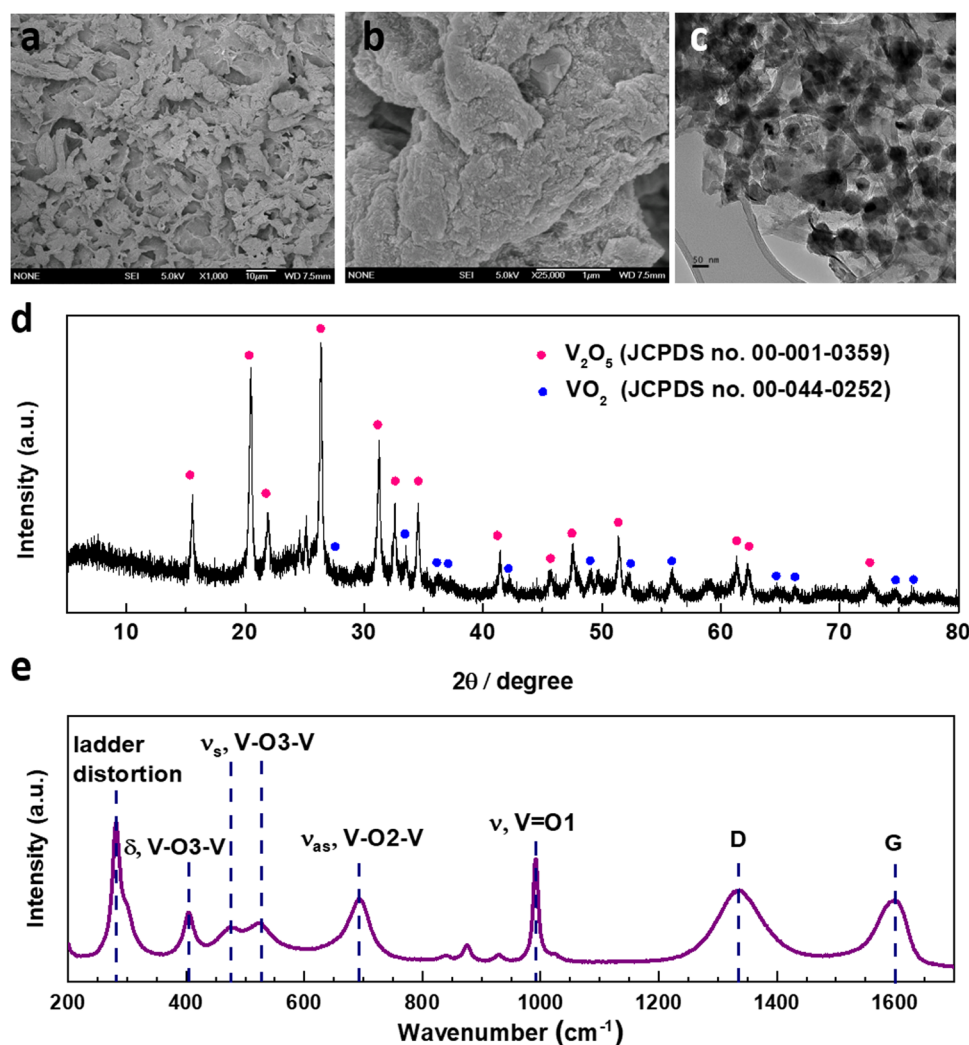 a
b
c
NONE SEI 5.0kV X1,000 10μm WD 7.5mm
NONE SEI 5.0kV X25,000 1μm WD 7.5mm
50 nm
d
V₂O₅ (JCPDS no. 00-001-0359)
VO₂ (JCPDS no. 00-044-0252)
Intensity (a.u.)
10 20 30 40 50 60 70 80
2θ / degree
e
ladder
distortion
δ, V-O3-V
νₛ, V-O3-V
νₐₛ, V-O2-V
ν, V=O1
D
G
Intensity (a.u.)
200 400 600 800 1000 1200 1400 1600
Wavenumber (cm⁻¹)